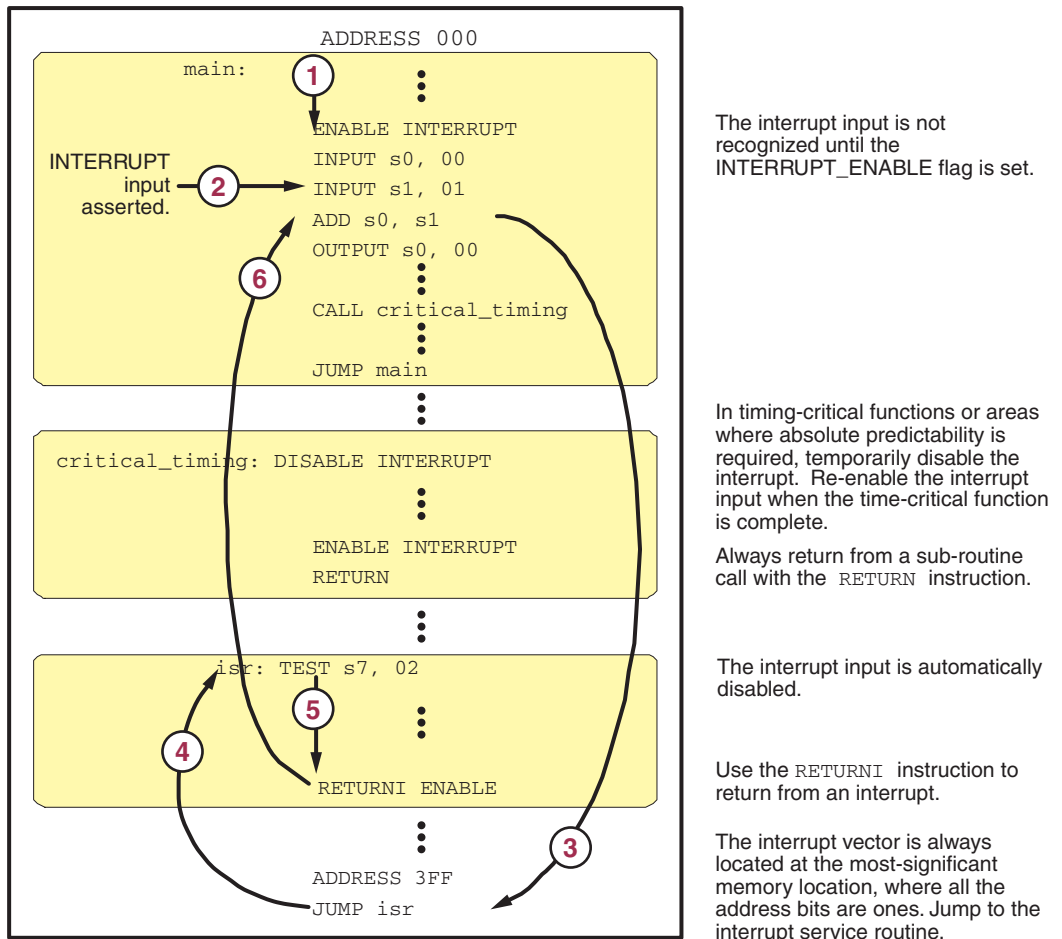 ADDRESS 000
main:
1
ENABLE INTERRUPT
INPUT s0, 00
INTERRUPT
input
asserted.
2
INPUT s1, 01
ADD s0, s1
OUTPUT s0, 00
6
CALL critical_timing
JUMP main
The interrupt input is not
recognized until the
INTERRUPT_ENABLE flag is set.
critical_timing: DISABLE INTERRUPT
ENABLE INTERRUPT
RETURN
In timing-critical functions or areas
where absolute predictability is
required, temporarily disable the
interrupt. Re-enable the interrupt
input when the time-critical function
is complete.
Always return from a sub-routine
call with the RETURN instruction.
isr: TEST s7, 02
5
4
RETURNI ENABLE
The interrupt input is automatically
disabled.
Use the RETURNI instruction to
return from an interrupt.
3
ADDRESS 3FF
JUMP isr
The interrupt vector is always
located at the most-significant
memory location, where all the
address bits are ones. Jump to the
interrupt service routine.